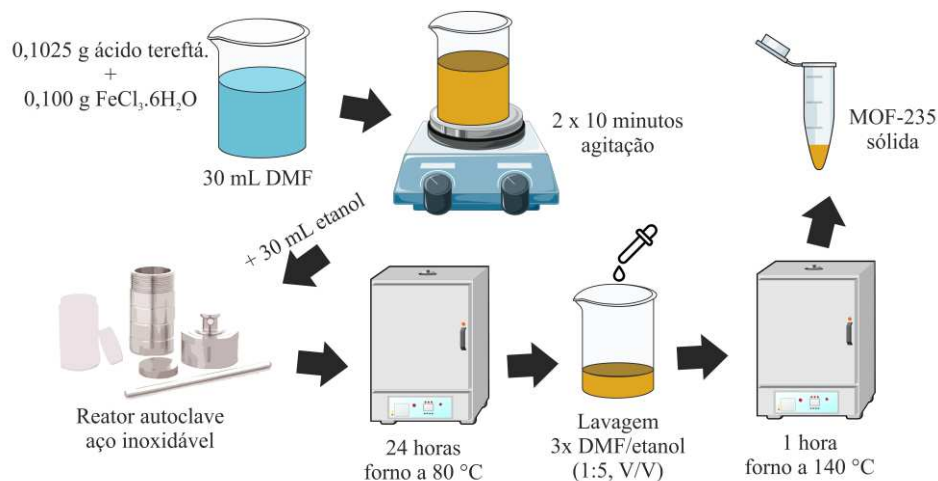 0,1025 g ácido tereftá.
+
0,100 g FeCl₃.6H₂O
30 mL DMF
2 x 10 minutos
agitação
MOF-235
sólida
+ 30 mL etanol
Reator autoclave
aço inoxidável
24 horas
forno a 80 °C
Lavagem
3x DMF/etanol
(1:5, V/V)
1 hora
forno a 140 °C